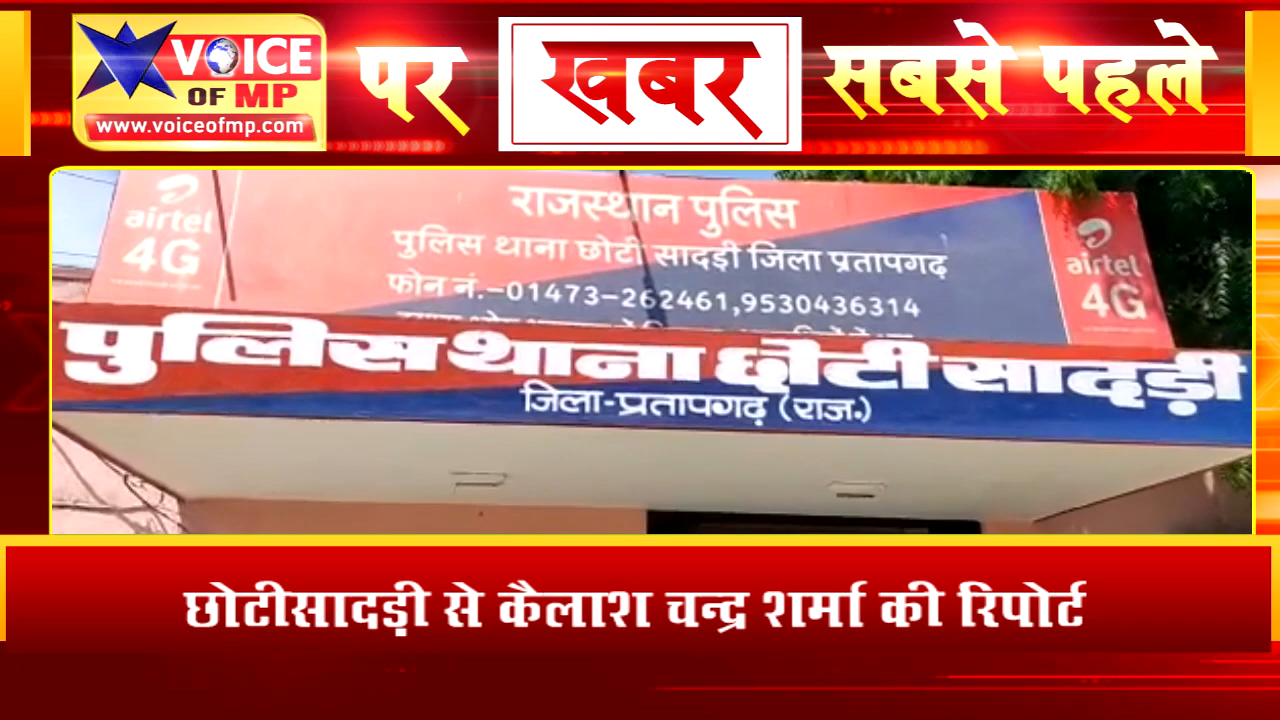 VOICE
OF MP
www.voiceofmp.com
पर खबर सबसे पहले
airtel
4G
राजस्थान पुलिस
पुलिस थाना छोटी सादड़ी जिला प्रतापगढ़
फोन नं.-01473-262461,9530436314
airtel
4G
पुलिस थाना छोटी सादड़ी
जिला-प्रतापगढ़ (राज.)
छोटीसादड़ी से कैलाश चन्द्र शर्मा की रिपोर्ट